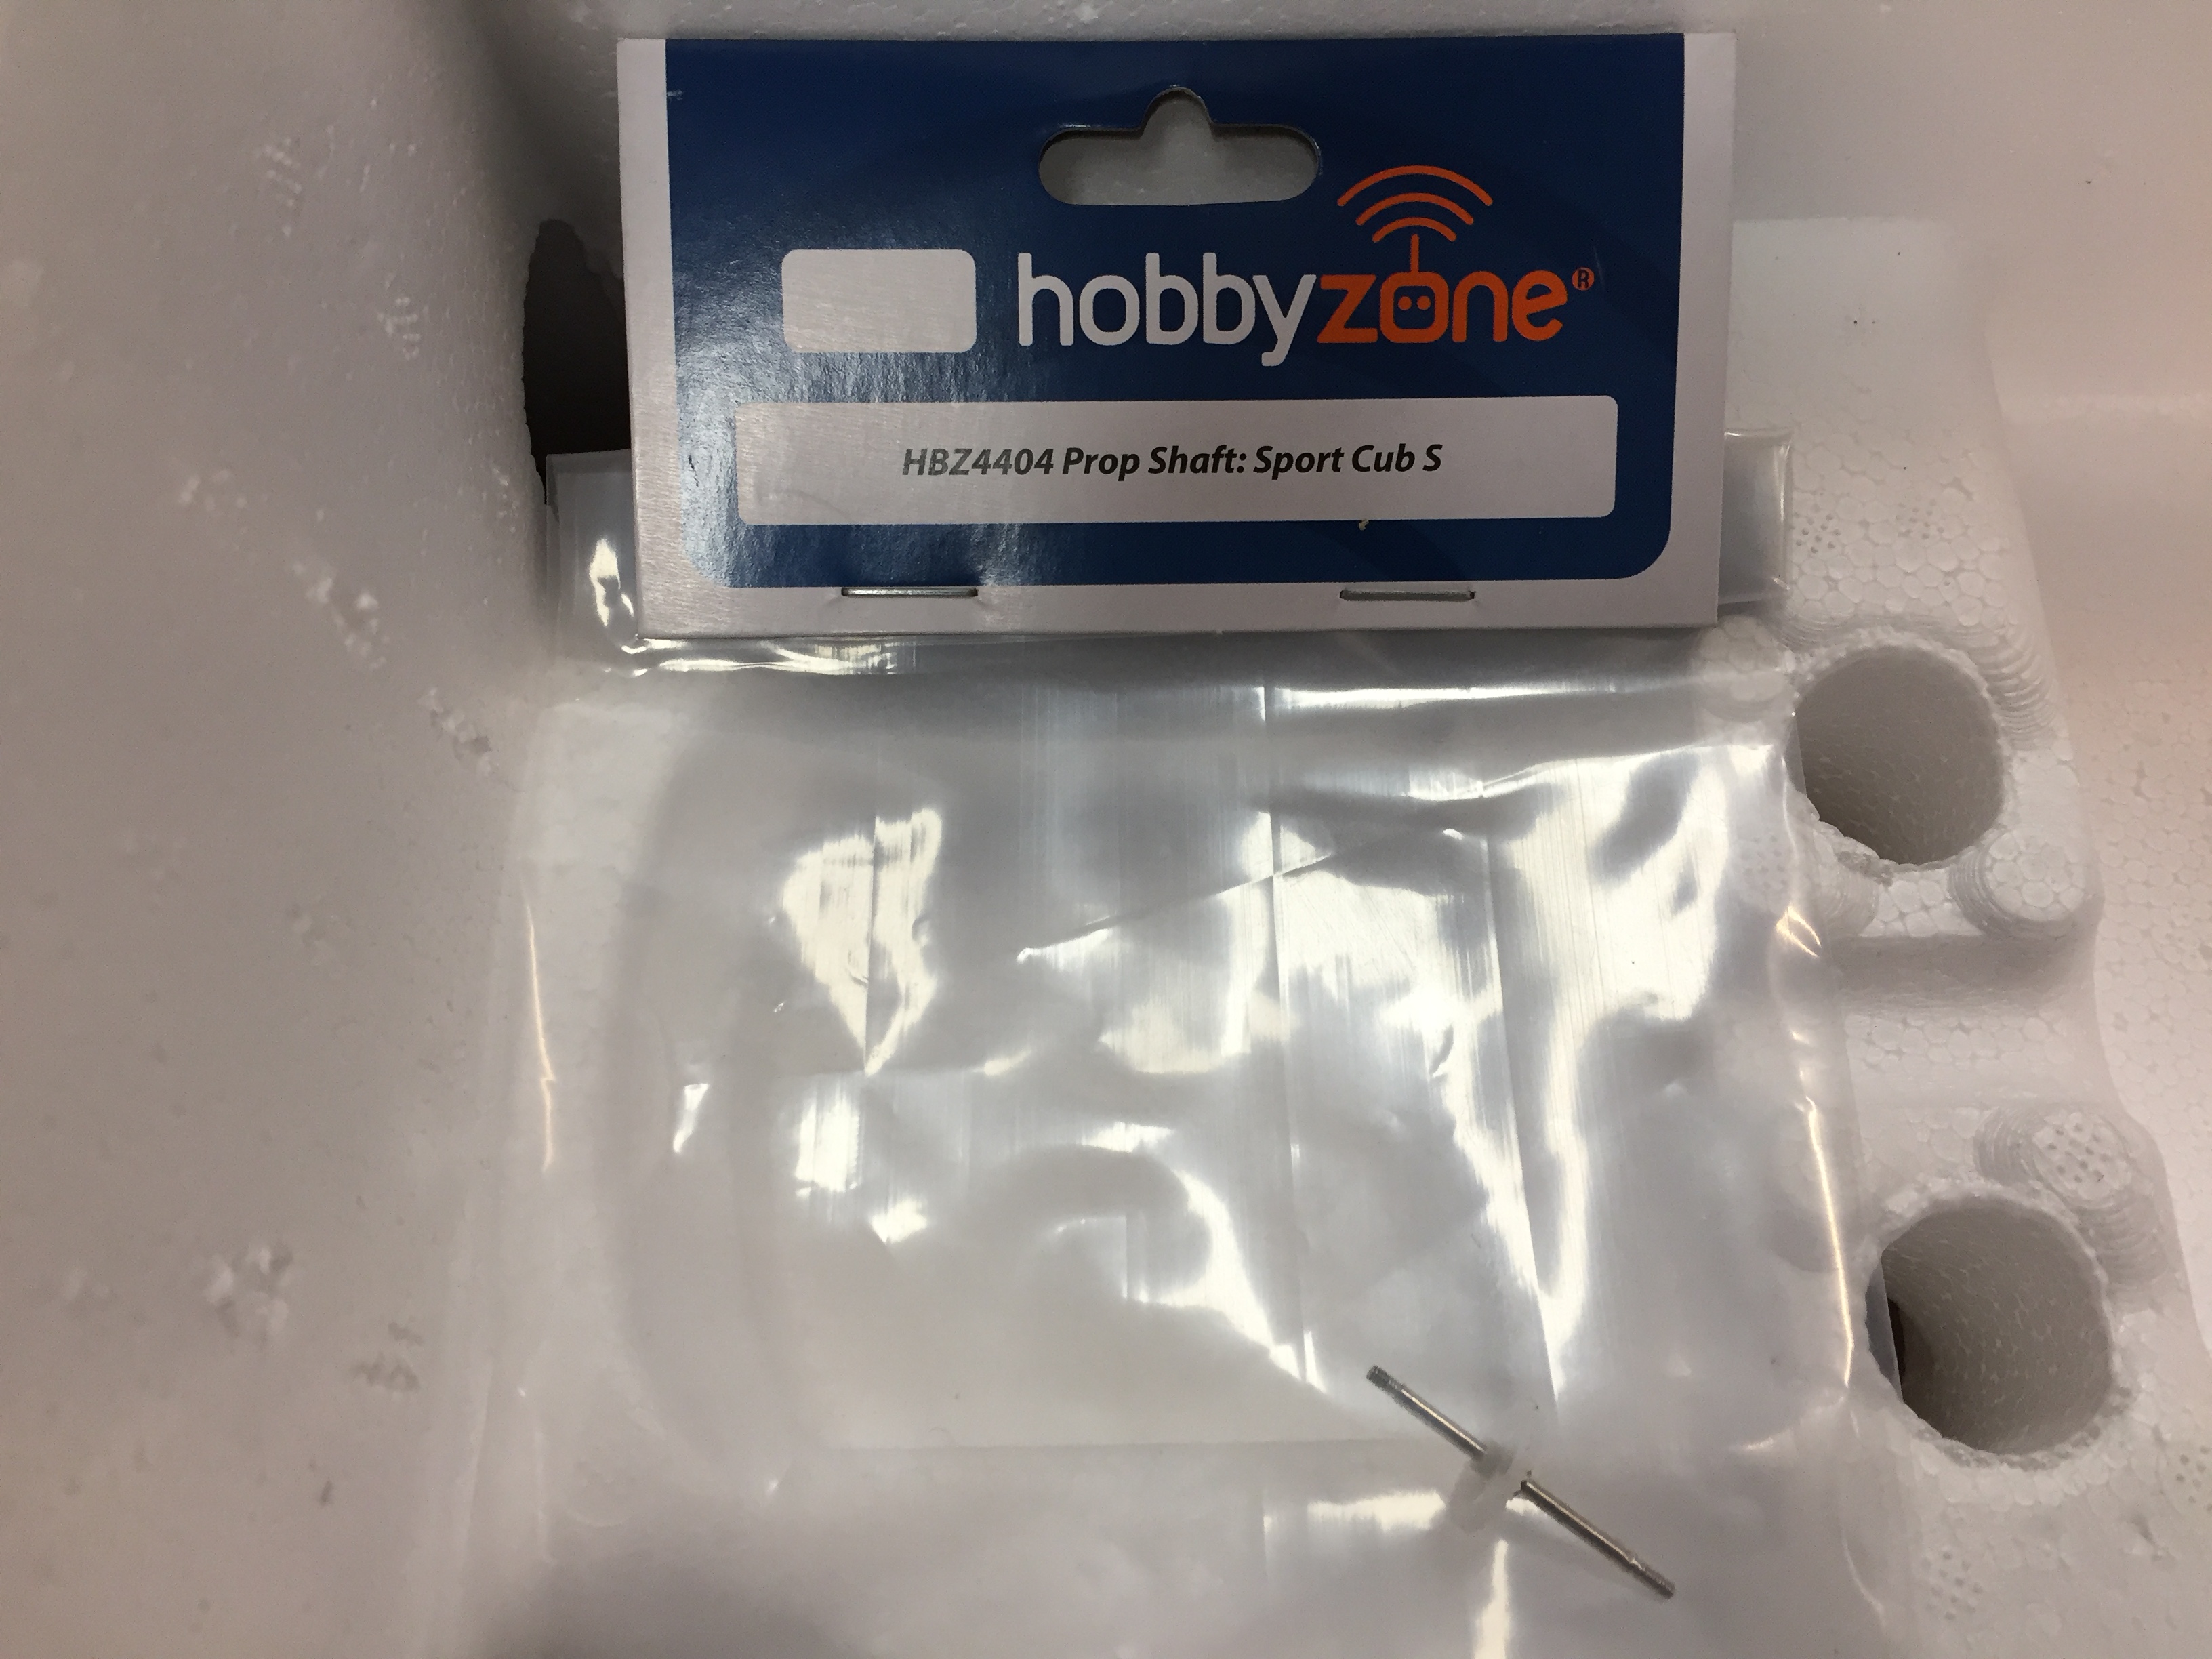 hobbyzone®
HBZ4404 Prop Shaft: Sport Cub S